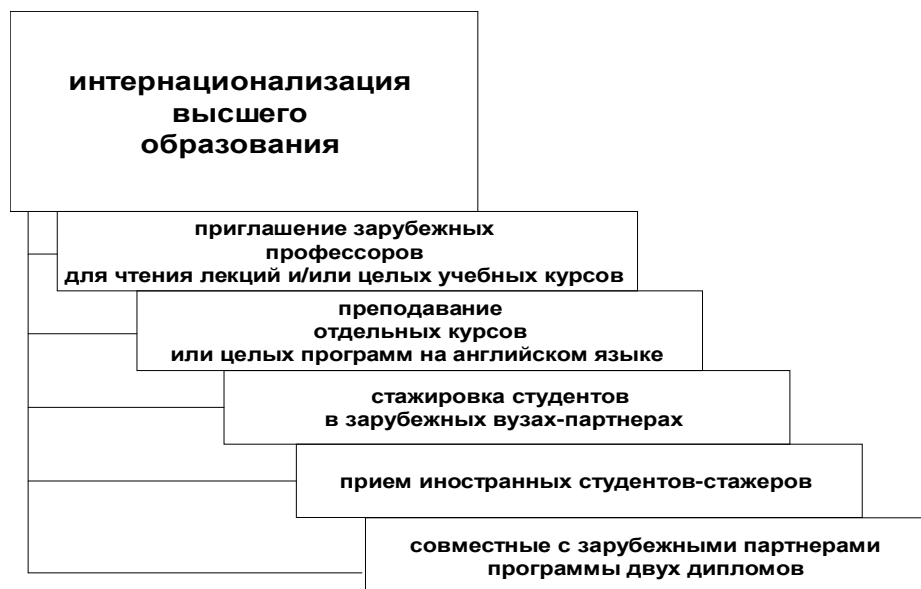 интернационализация
высшего
образования
приглашение зарубежных
профессоров
для чтения лекций и/или целых учебных курсов
преподавание
отдельных курсов
или целых программ на английском языке
стажировка студентов
в зарубежных вузах-партнерах
прием иностранных студентов-стажеров
совместные с зарубежными партнерами
программы двух дипломов